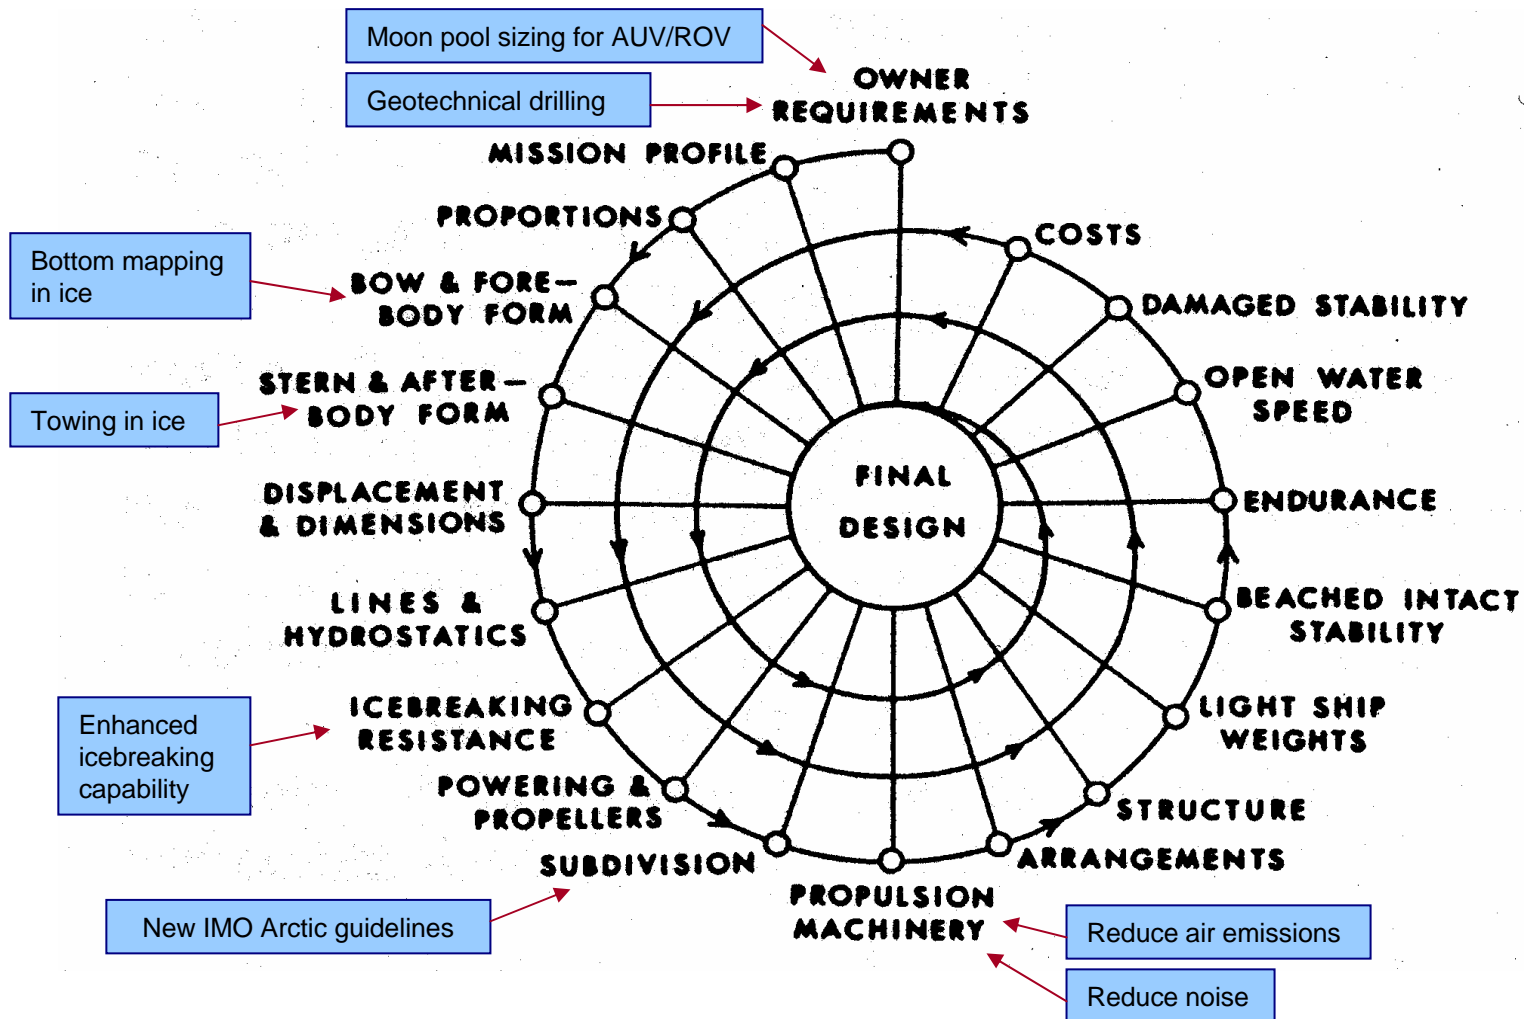 Moon pool sizing for AUV/ROV
Geotechnical drilling
OWNER
REQUIREMENTS
MISSION PROFILE
PROPORTIONS
COSTS
Bottom mapping
in ice
BOW & FORE–
BODY FORM
DAMAGED STABILITY
STERN & AFTER–
BODY FORM
OPEN WATER
SPEED
Towing in ice
FINAL
DESIGN
DISPLACEMENT
& DIMENSIONS
ENDURANCE
LINES &
HYDROSTATICS
BEACHED INTACT
STABILITY
Enhanced
icebreaking
capability
ICEBREAKING
RESISTANCE
LIGHT SHIP
WEIGHTS
POWERING &
PROPELLERS
STRUCTURE
SUBDIVISION
ARRANGEMENTS
PROPULSION
MACHINERY
New IMO Arctic guidelines
Reduce air emissions
Reduce noise